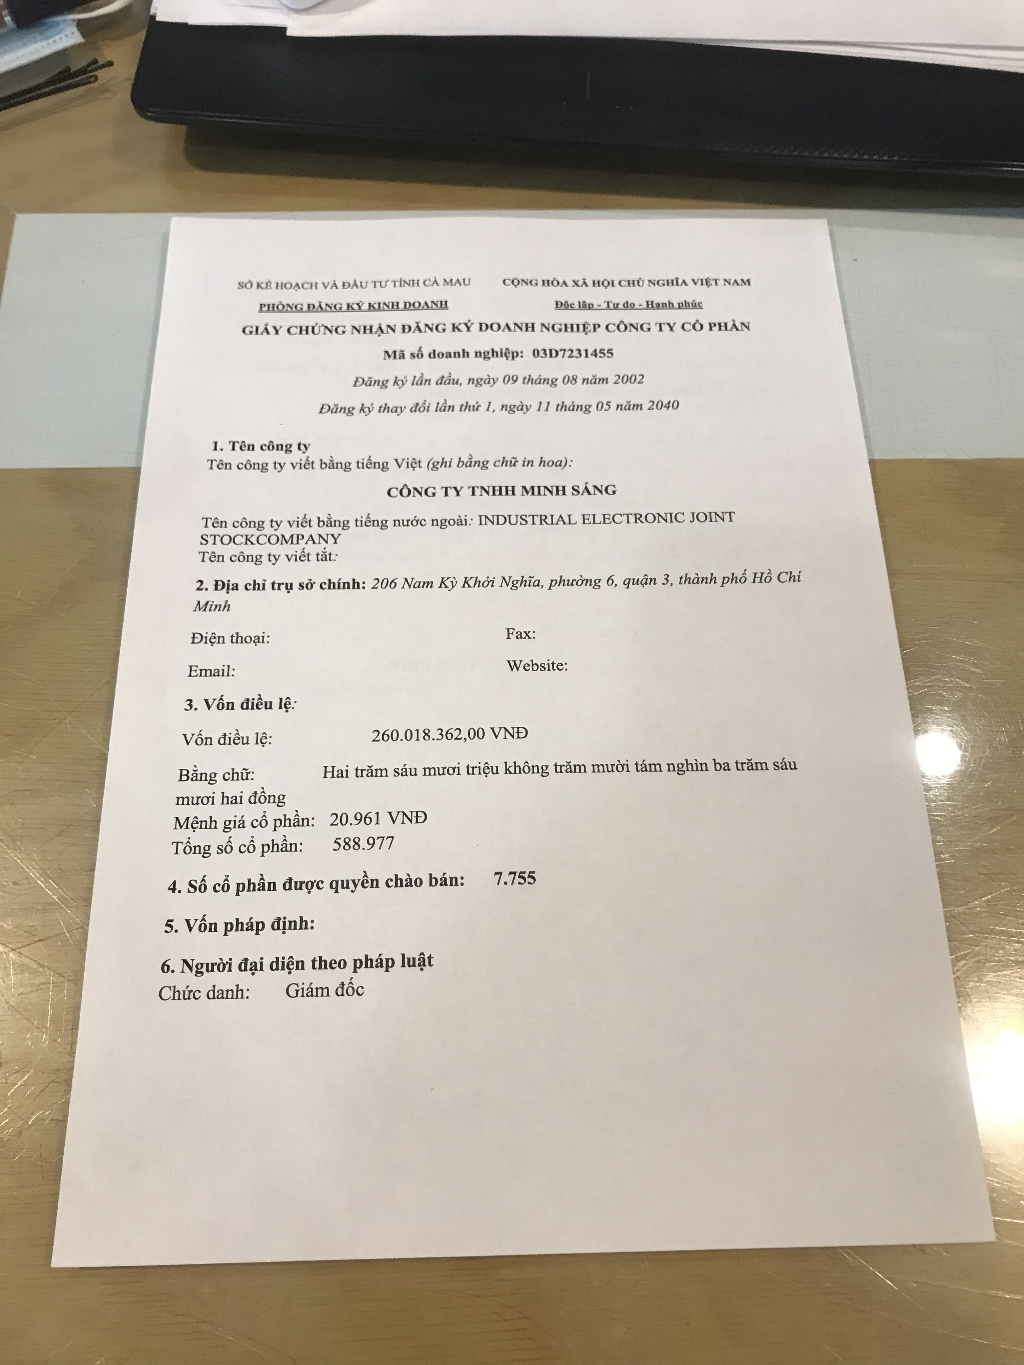 SỞ KẾ HOẠCH VÀ ĐẦU TƯ TỈNH CÀ MAU
CỘNG HÒA XÃ HỘI CHỦ NGHĨA VIỆT NAM
PHÒNG ĐĂNG KÝ KINH DOANH
Độc lập - Tự do - Hạnh phúc
GIẤY CHỨNG NHẬN ĐĂNG KÝ DOANH NGHIỆP CÔNG TY CỔ PHẦN
Mã số doanh nghiệp: 03D7231455
Đăng ký lần đầu, ngày 09 tháng 08 năm 2002
Đăng ký thay đổi lần thứ 1, ngày 11 tháng 05 năm 2040
1. Tên công ty
Tên công ty viết bằng tiếng Việt (ghi bằng chữ in hoa):
CÔNG TY TNHH MINH SÁNG
Tên công ty viết bằng tiếng nước ngoài: INDUSTRIAL ELECTRONIC JOINT
STOCKCOMPANY
Tên công ty viết tắt:
2. Địa chỉ trụ sở chính: 206 Nam Kỳ Khởi Nghĩa, phường 6, quận 3, thành phố Hồ Chí
Minh
Điện thoại:
Fax:
Email:
Website:
3. Vốn điều lệ:
Vốn điều lệ: 260.018.362,00 VNĐ
Bằng chữ: Hai trăm sáu mươi triệu không trăm mười tám nghìn ba trăm sáu
mươi hai đồng
Mệnh giá cổ phần: 20.961 VNĐ
Tổng số cổ phần: 588.977
4. Số cổ phần được quyền chào bán: 7.755
5. Vốn pháp định:
6. Người đại diện theo pháp luật
Chức danh: Giám đốc